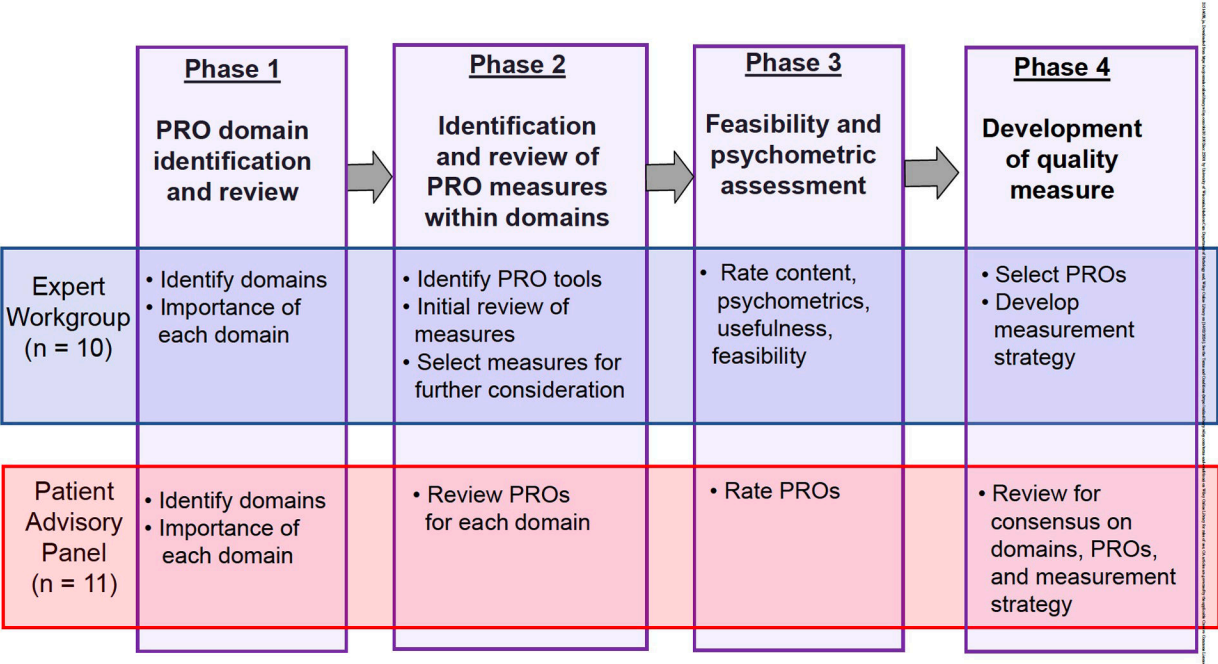 Phase 1
PRO domain
identification
and review
Phase 2
Identification
and review of
PRO measures
within domains
Phase 3
Feasibility and
psychometric
assessment
Phase 4
Development
of quality
measure
Expert
Workgroup
(n = 10)
• Identify domains
• Importance of
each domain
• Identify PRO tools
• Initial review of
measures
• Select measures for
further consideration
• Rate content,
psychometrics,
usefulness,
feasibility
• Select PROs
• Develop
measurement
strategy
Patient
Advisory
Panel
(n = 11)
• Identify domains
• Importance of
each domain
• Review PROs
for each domain
• Rate PROs
• Review for
consensus on
domains, PROs,
and measurement
strategy